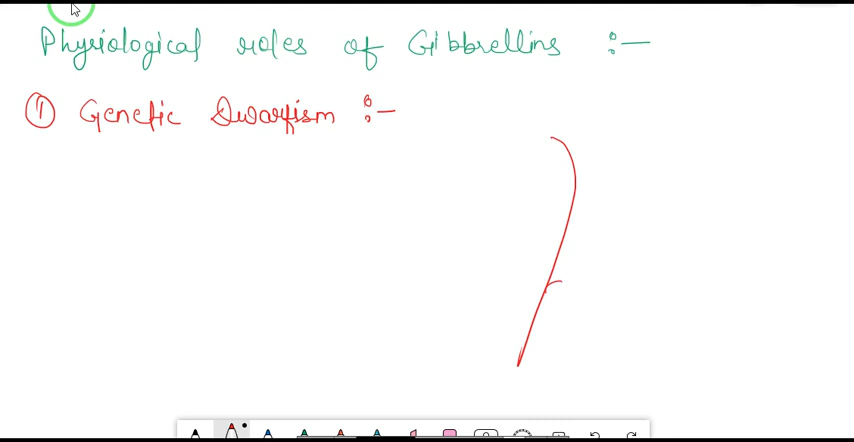 Physiological roles of Gibbrellins :-
① Genetic Dwarfism :-